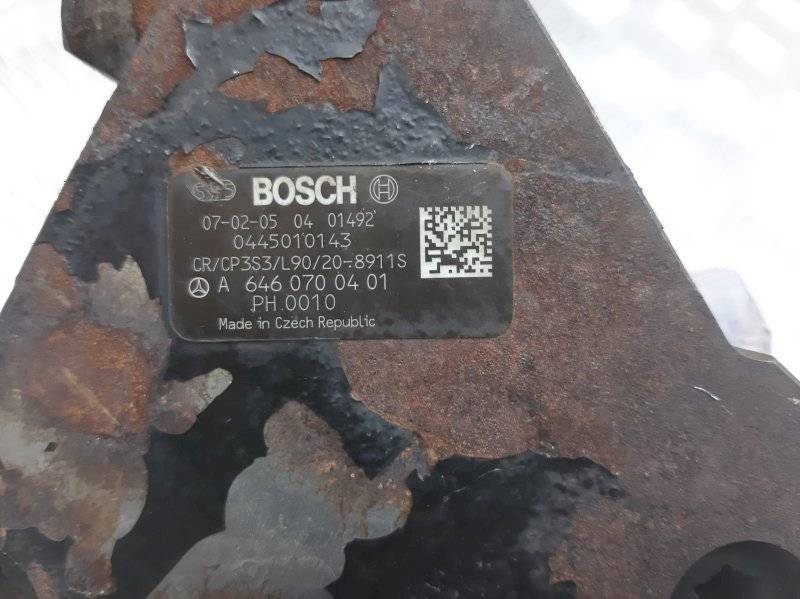 BOSCH
07-02-05 04 01492
0445010143
CR/CP3S3/L90/20-8911S
A 646 070 04 01
PH.0010
Made in Czech Republic